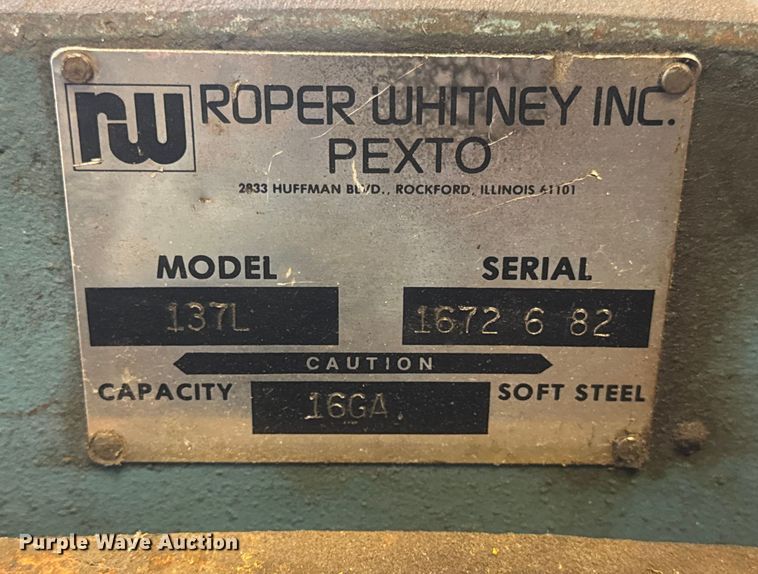 rw ROPER WHITNEY INC.
PEXTO
2833 HUFFMAN BLVD., ROCKFORD, ILLINOIS 61101
MODEL SERIAL
137L 1672 6 82
CAUTION
CAPACITY 16GA. SOFT STEEL
Purple Wave Auction